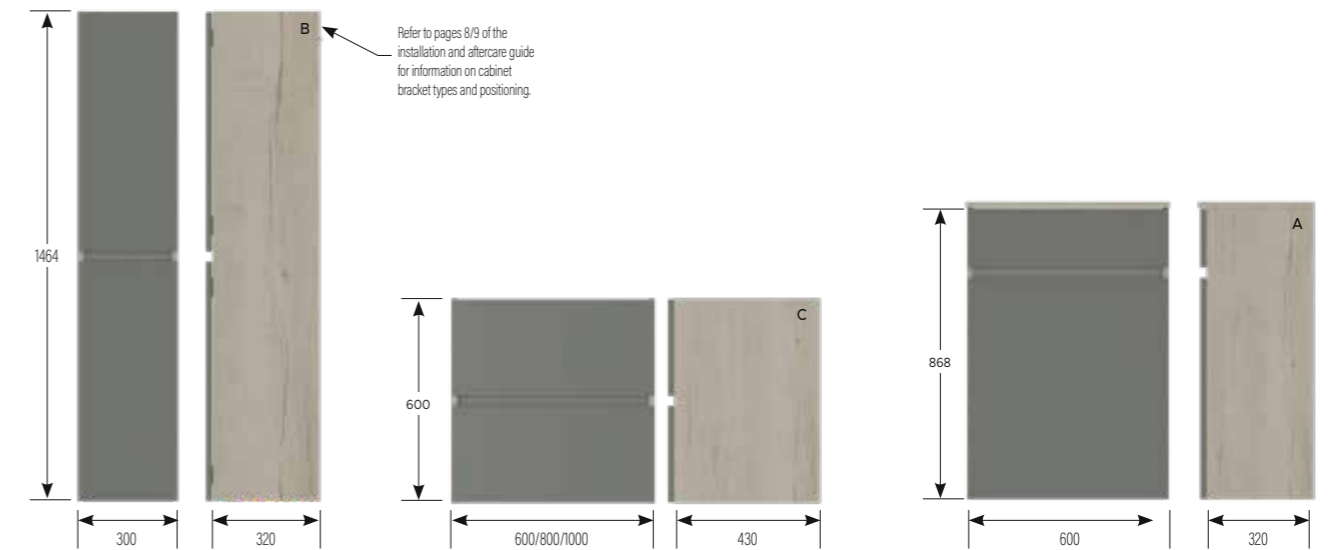 B
Refer to pages 8/9 of the
installation and aftercare guide
for information on cabinet
bracket types and positioning.
1464
300
320
C
600
600/800/1000
430
A
868
600
320